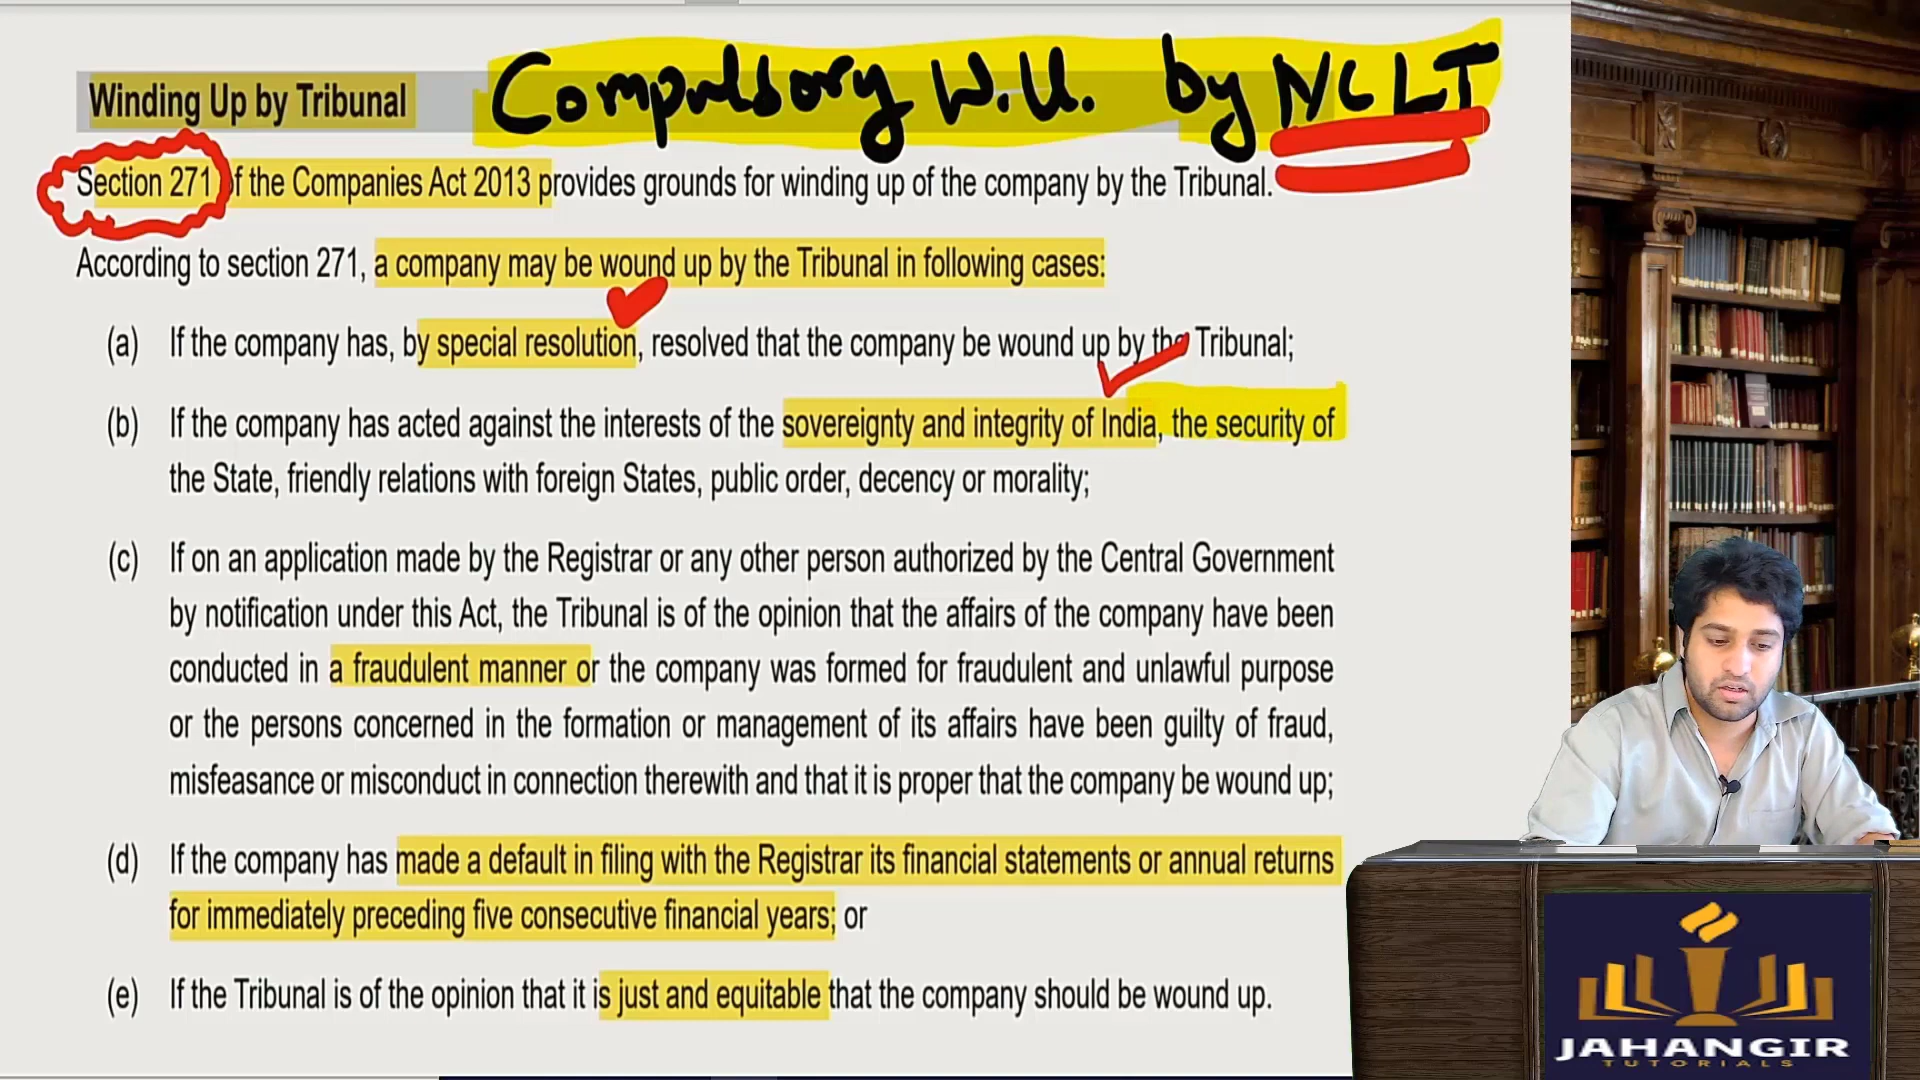 Winding Up by Tribunal Compulsory W.U. by NCLT
Section 271 of the Companies Act 2013 provides grounds for winding up of the company by the Tribunal.
According to section 271, a company may be wound up by the Tribunal in following cases:
(a) If the company has, by special resolution, resolved that the company be wound up by the Tribunal;
(b) If the company has acted against the interests of the sovereignty and integrity of India, the security of
the State, friendly relations with foreign States, public order, decency or morality;
(c) If on an application made by the Registrar or any other person authorized by the Central Government
by notification under this Act, the Tribunal is of the opinion that the affairs of the company have been
conducted in a fraudulent manner or the company was formed for fraudulent and unlawful purpose
or the persons concerned in the formation or management of its affairs have been guilty of fraud,
misfeasance or misconduct in connection therewith and that it is proper that the company be wound up;
(d) If the company has made a default in filing with the Registrar its financial statements or annual returns
for immediately preceding five consecutive financial years; or
(e) If the Tribunal is of the opinion that it is just and equitable that the company should be wound up.
JAHANGIR
TUTORIALS